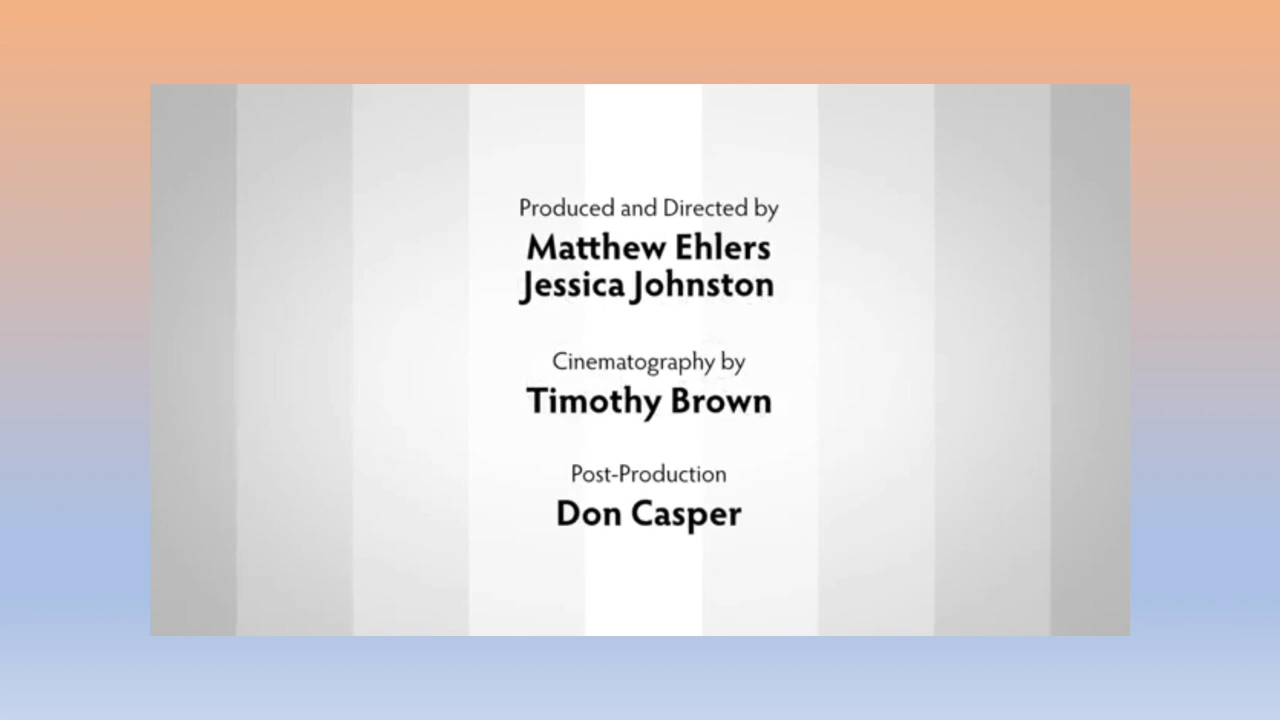 Produced and Directed by
Matthew Ehlers
Jessica Johnston
Cinematography by
Timothy Brown
Post-Production
Don Casper